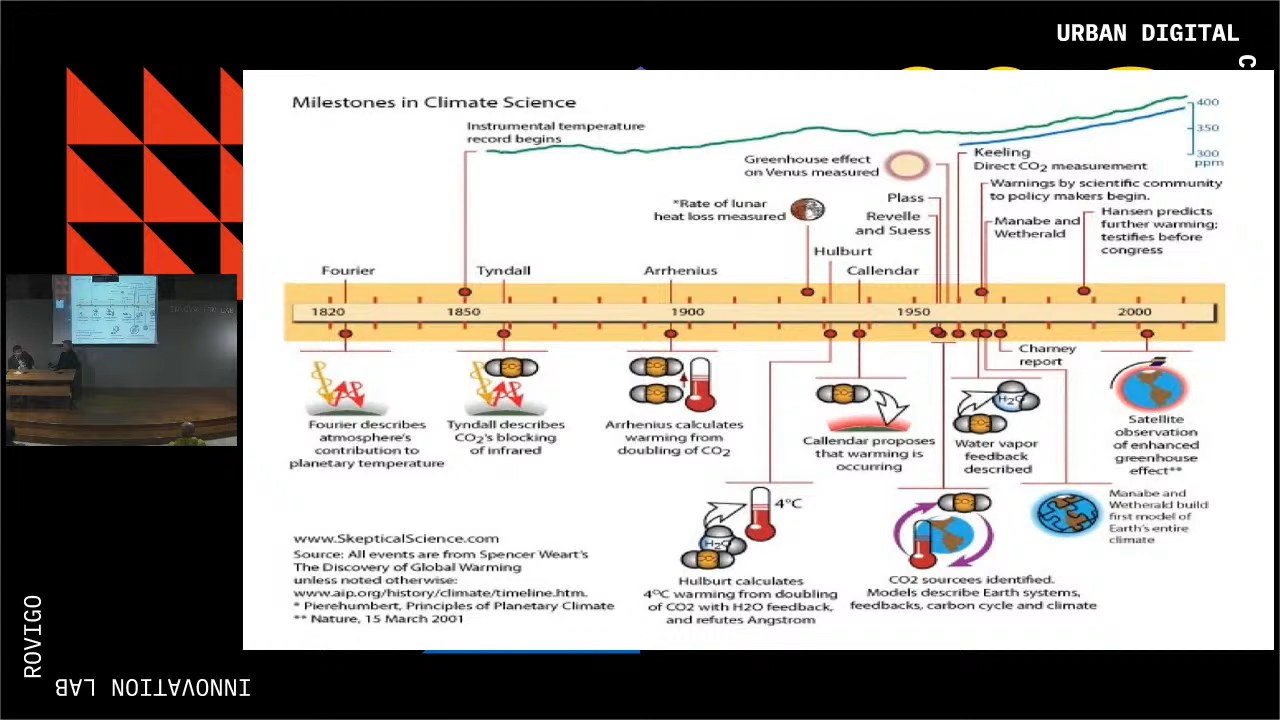 URBAN DIGITAL
C
Milestones in Climate Science
Instrumental temperature
record begins
400
350
300
ppm
Greenhouse effect
on Venus measured
Keeling
Direct CO2 measurement
Warnings by scientific community
to policy makers begin.
*Rate of lunar
heat loss measured
Plass
Revelle
and Suess
Manabe and
Wetherald
Hansen predicts
further warming;
testifies before
congress
Hulburt
Fourier
Tyndall
Arrhenius
Callendar
1820
1850
1900
1950
2000
Charney
report
Fourier describes
atmosphere's
contribution to
planetary temperature
Tyndall describes
CO2's blocking
of infrared
Arrhenius calculates
warming from
doubling of CO2
Callendar proposes
that warming is
occurring
H2O
Water vapor
feedback
described
Satellite
observation
of enhanced
greenhouse
effect**
4°C
H2O
Hulburt calculates
4°C warming from doubling
of CO2 with H2O feedback,
and refutes Angstrom
CO2 sourcees identified.
Models describe Earth systems,
feedbacks, carbon cycle and climate
Manabe and
Wetherald build
first model of
Earth's entire
climate
www.SkepticalScience.com
Source: All events are from Spencer Weart's
The Discovery of Global Warming
unless noted otherwise:
www.aip.org/history/climate/timeline.htm.
* Pierehumbert, Principles of Planetary Climate
** Nature, 15 March 2001
INNOVATION LAB
ROVIGO
INNOVATION LAB